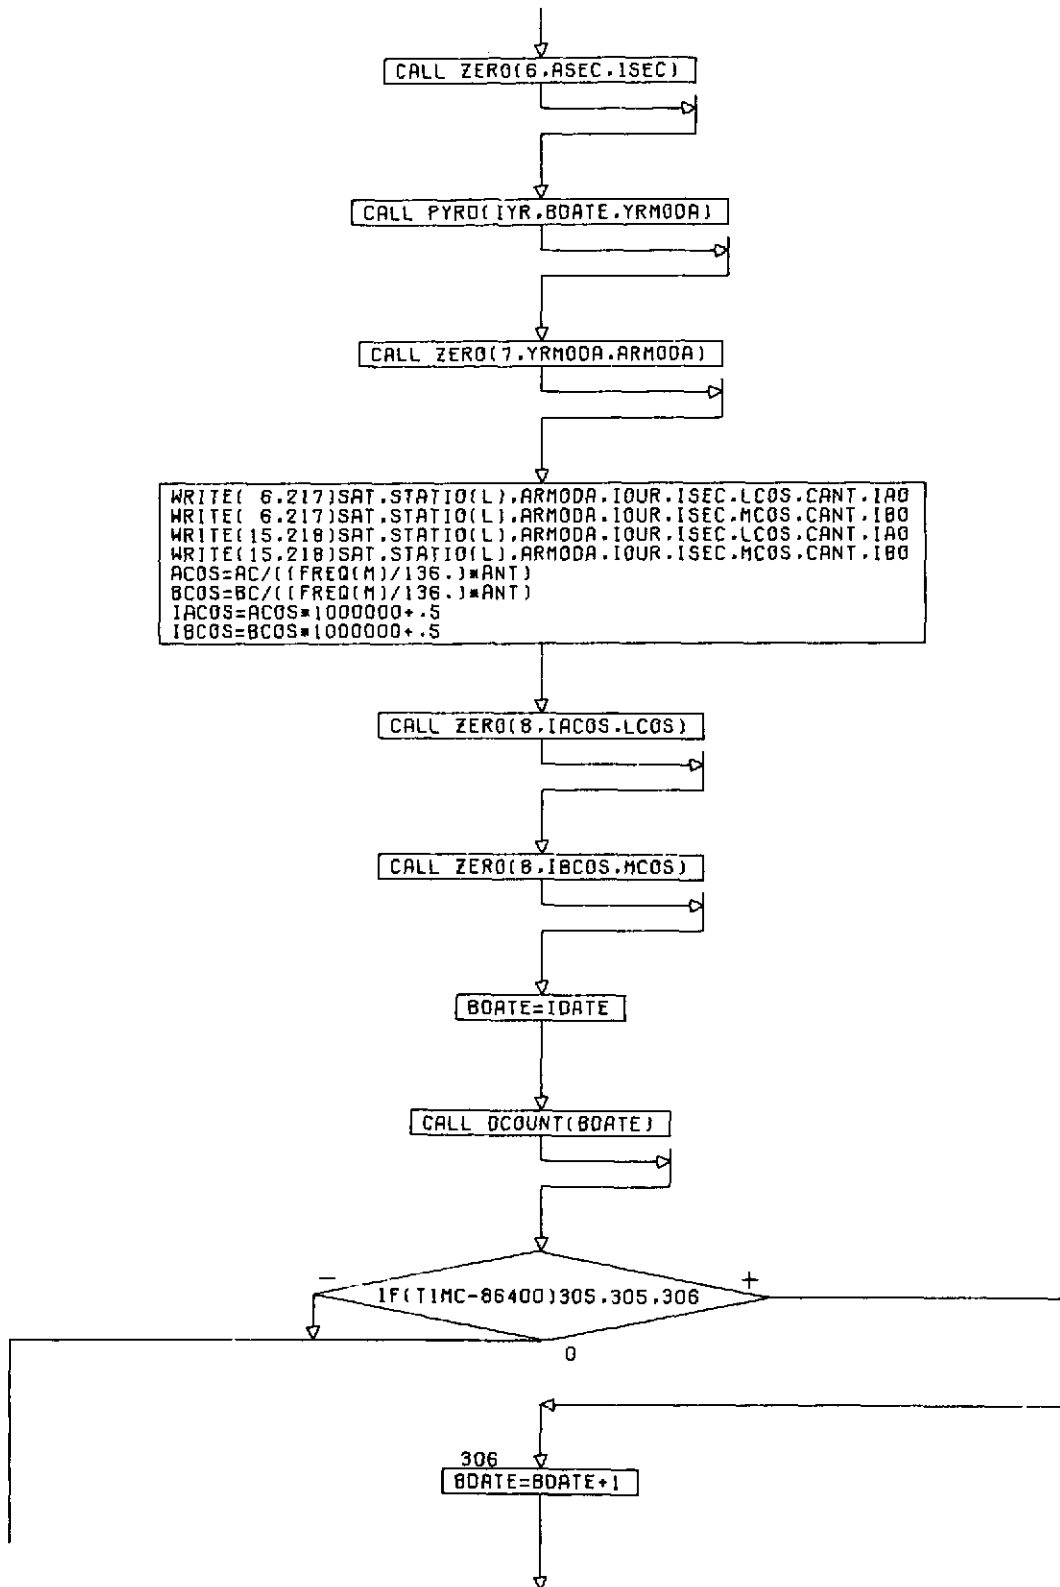 CALL ZERO(6,ASEC,ISEC)
CALL PYRD(IYR,BDATE,YRMODA)
CALL ZERO(7,YRMODA,ARMODA)
WRITE( 6,217)SAT,STATIO(L),ARMODA,IOUR,ISEC,LCOS,CANT,IAO
WRITE( 6,217)SAT,STATIO(L),ARMODA,IOUR,ISEC,MCOS,CANT,IBO
WRITE(15,218)SAT,STATIO(L),ARMODA,IOUR,ISEC,LCOS,CANT,IAO
WRITE(15,218)SAT,STATIO(L),ARMODA,IOUR,ISEC,MCOS,CANT,IBO
ACOS=AC/((FREQ(M)/136.)*ANT)
BCOS=BC/((FREQ(M)/136.)*ANT)
IACOS=ACOS*1000000+.5
IBCOS=BCOS*1000000+.5
CALL ZERO(8,IACOS,LCOS)
CALL ZERO(8,IBCOS,MCOS)
BDATE=IDATE
CALL DCOUNT(BDATE)
- +
IF(TIMC-86400)305,305,306
0
306
BDATE=BDATE+1